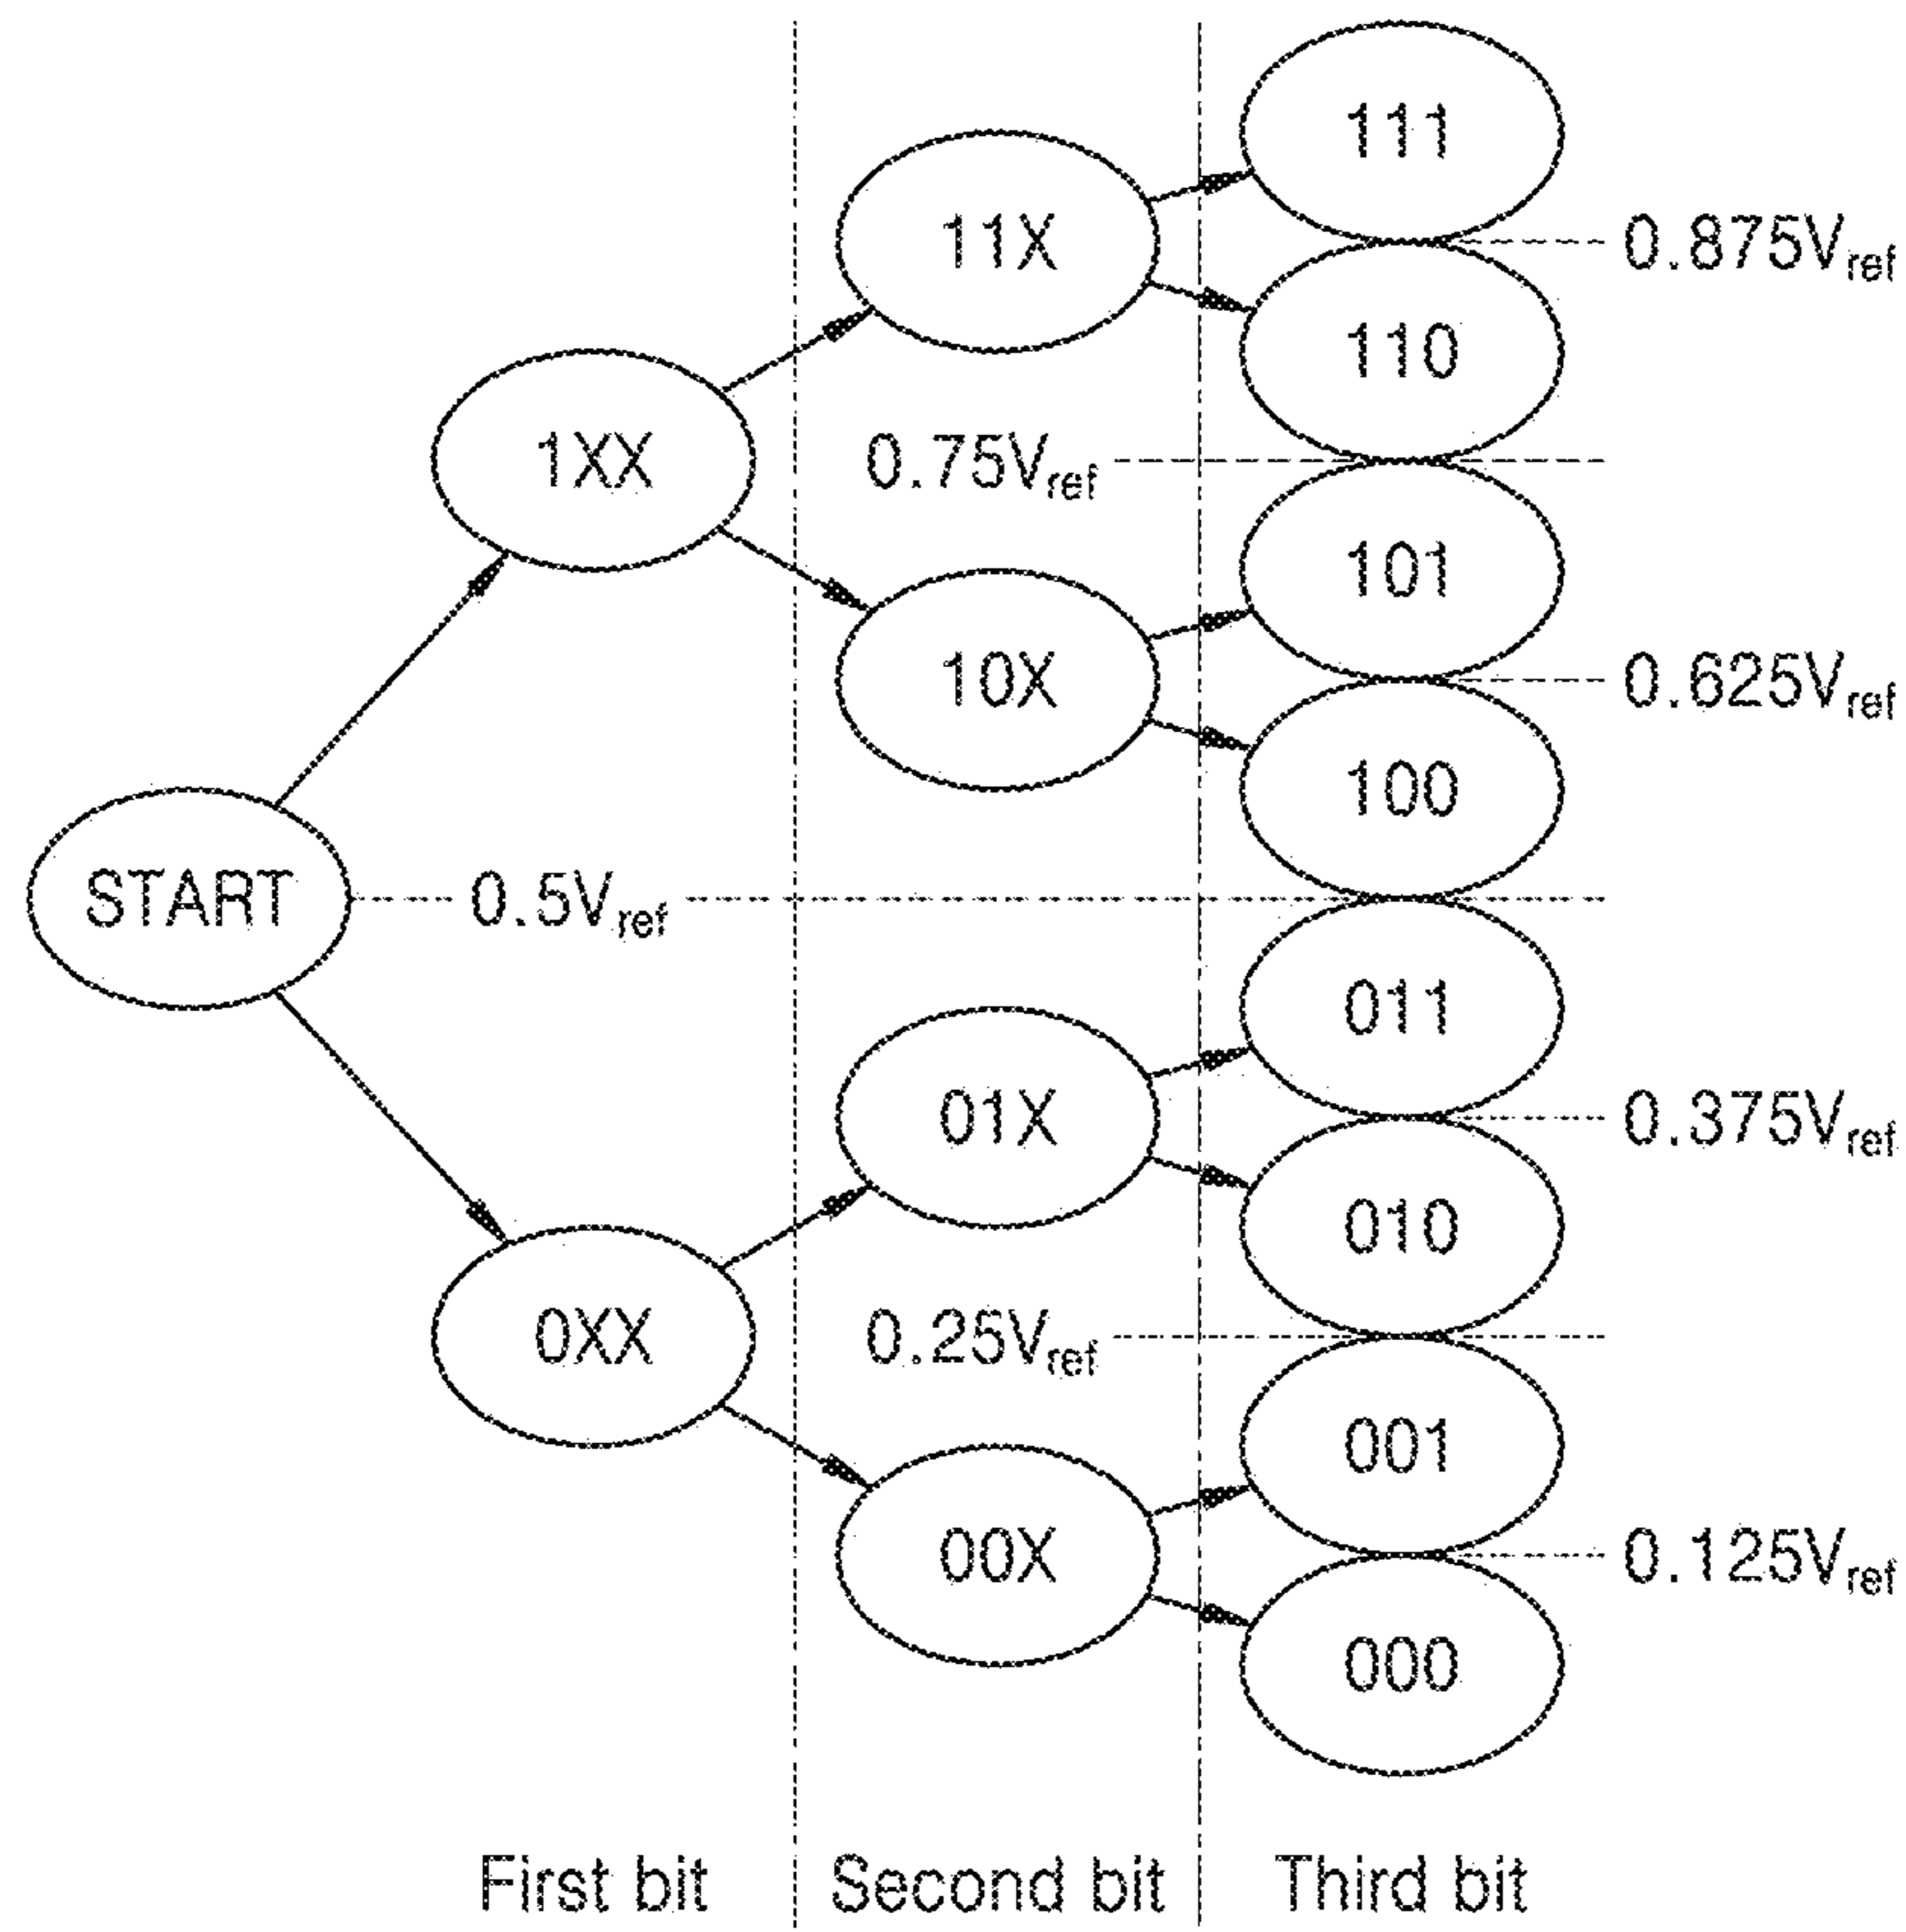 111
11X
0.875Vref
110
1XX
0.75Vref
101
10X
0.625Vref
100
START
0.5Vref
011
01X
0.375Vref
010
0XX
0.25Vref
001
00X
0.125Vref
000
First bit
Second bit
Third bit